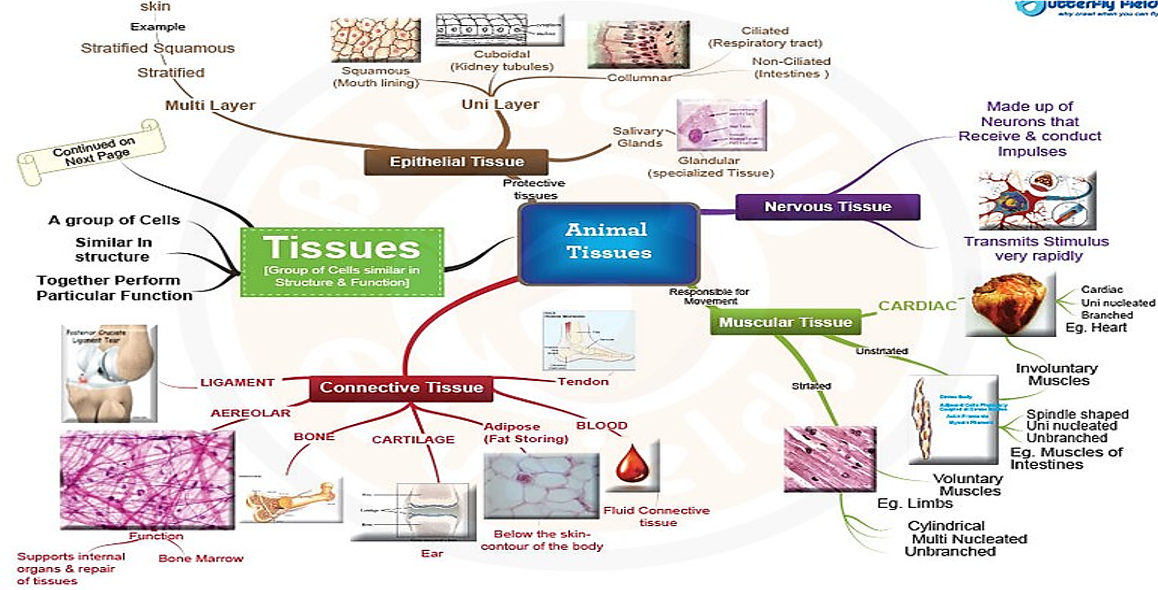 skin
Example
Stratified Squamous
Stratified
Multi Layer
Squamous
(Mouth lining)
Cuboidal
(Kidney tubules)
Uni Layer
Collumnar
Ciliated
(Respiratory tract)
Non-Ciliated
(Intestines )
Butterfly Field
Salivary
Glands
Glandular
(specialized Tissue)
Epithelial Tissue
Protective
tissues
Continued on
Next Page
A group of Cells
Similar In
structure
Together Perform
Particular Function
Tissues
[Group of Cells similar in
Structure & Function]
Animal
Tissues
Nervous Tissue
Made up of
Neurons that
Receive & conduct
Impulses
Transmits Stimulus
very rapidly
Responsible for
Movement
Muscular Tissue
CARDIAC
Cardiac
Uni nucleated
Branched
Eg. Heart
Involuntary
Muscles
Unstriated
Striated
Spindle shaped
Uni nucleated
Unbranched
Eg. Muscles of
Intestines
Voluntary
Muscles
Eg. Limbs
Cylindrical
Multi Nucleated
Unbranched
Connective Tissue
Posterior Cruciate
Ligament Tear
LIGAMENT
Tendon
AEREOLAR
BONE
CARTILAGE
Adipose
(Fat Storing)
BLOOD
Function
Supports internal
organs & repair
of tissues
Bone Marrow
Ear
Below the skin-
contour of the body
Fluid Connective
tissue